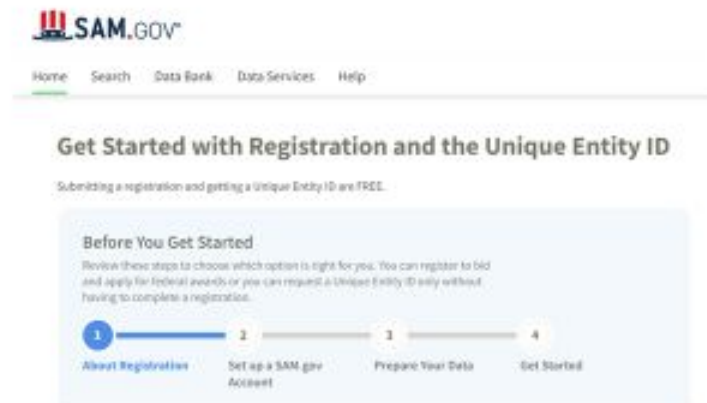 SAM.GOV
Home Search Data Bank Data Services Help
Get Started with Registration and the Unique Entity ID
Submitting a registration and getting a Unique Entity ID are FREE.
Before You Get Started
Review these steps to choose which option is right for you. You can register to bid
and apply for federal awards or you can request a Unique Entity ID only without
having to complete a registration.
1 2 3 4
About Registration Set up a SAM.gov Prepare Your Data Get Started
Account